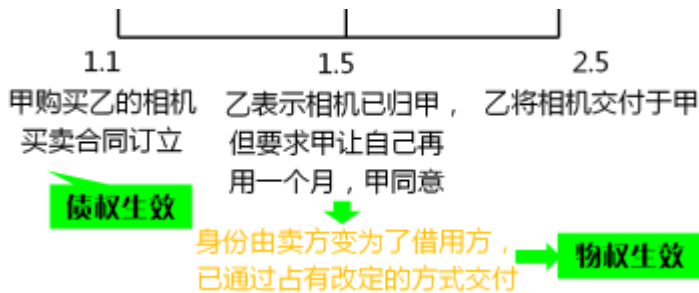 1.1
甲购买乙的相机
买卖合同订立
债权生效
1.5
乙表示相机已归甲，
但要求甲让自己再
用一个月，甲同意
身份由卖方变为了借用方，
已通过占有改定的方式交付
物权生效
2.5
乙将相机交付于甲